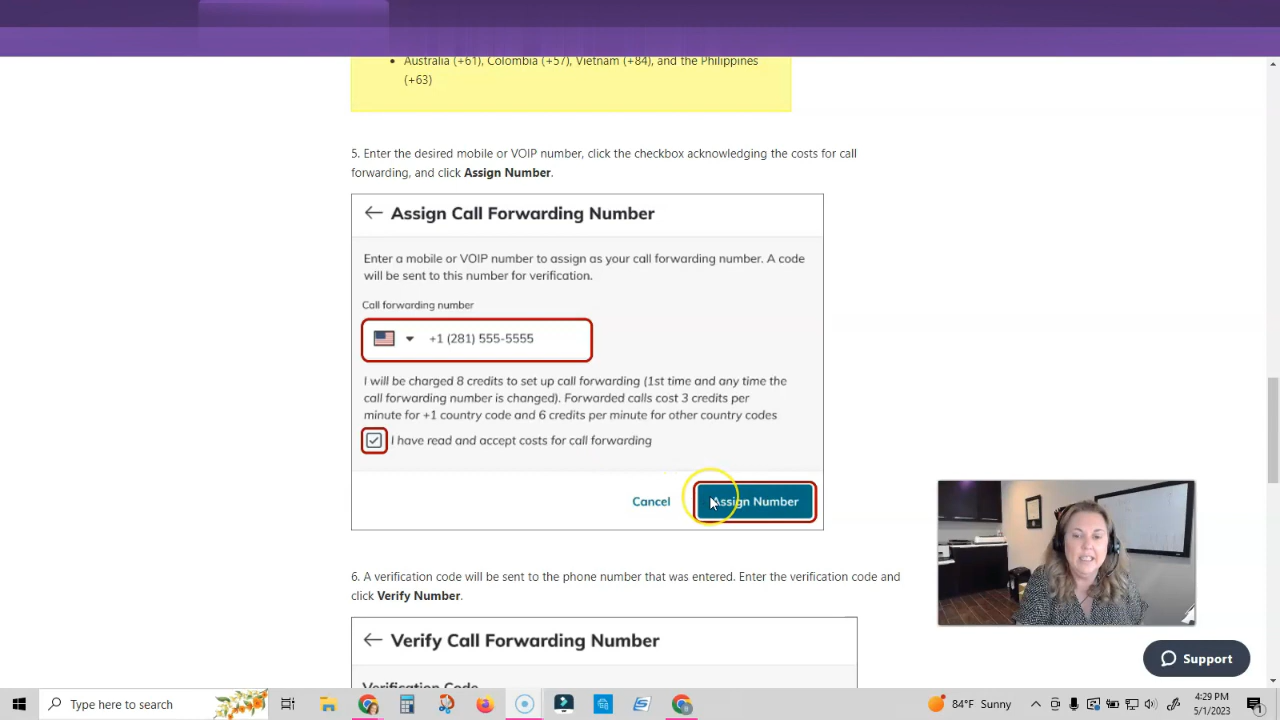 Australia (+61), Colombia (+57), Vietnam (+84), and the Philippines
(+63)
5. Enter the desired mobile or VOIP number, click the checkbox acknowledging the costs for call
forwarding, and click Assign Number.
Assign Call Forwarding Number
Enter a mobile or VOIP number to assign as your call forwarding number. A code
will be sent to this number for verification.
Call forwarding number
+1 (281) 555-5555
I will be charged 8 credits to set up call forwarding (1st time and any time the
call forwarding number is changed). Forwarded calls cost 3 credits per
minute for +1 country code and 6 credits per minute for other country codes
I have read and accept costs for call forwarding
Cancel
Assign Number
6. A verification code will be sent to the phone number that was entered. Enter the verification code and
click Verify Number.
Verify Call Forwarding Number
Verification Code
Support
Type here to search
84°F Sunny
4:29 PM
5/1/2023
1